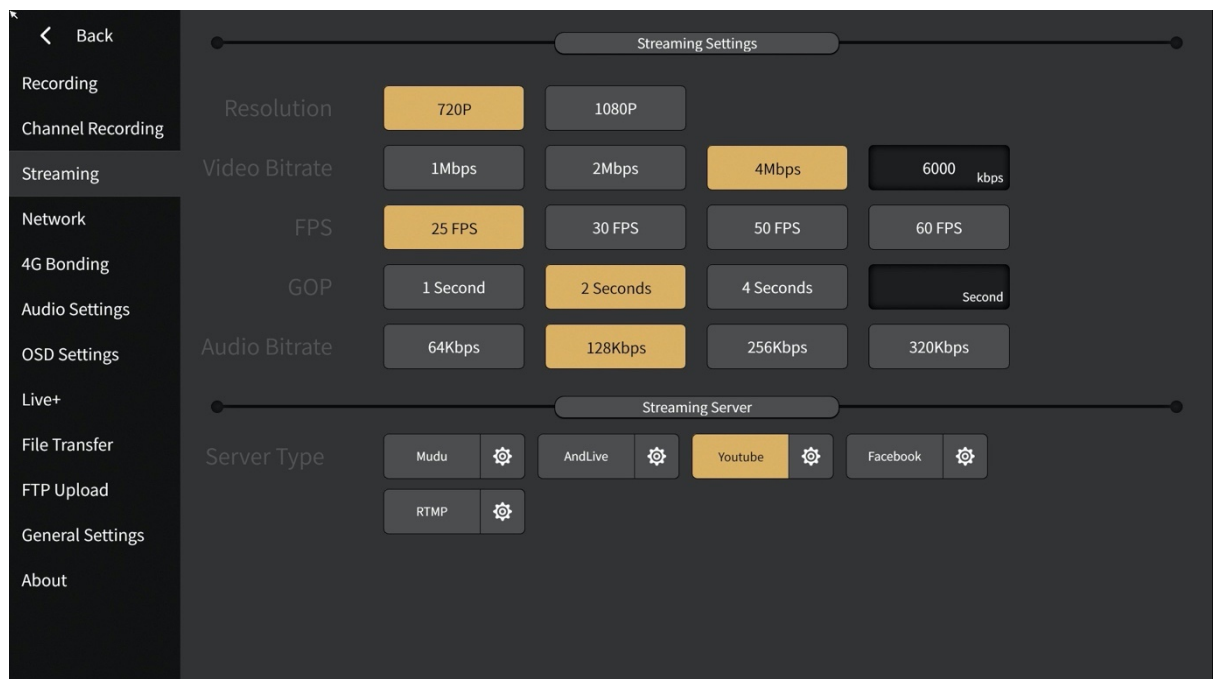 Back
Recording
Channel Recording
Streaming
Network
4G Bonding
Audio Settings
OSD Settings
Live+
File Transfer
FTP Upload
General Settings
About
Streaming Settings
Resolution 720P 1080P
Video Bitrate 1Mbps 2Mbps 4Mbps 6000 kbps
FPS 25 FPS 30 FPS 50 FPS 60 FPS
GOP 1 Second 2 Seconds 4 Seconds Second
Audio Bitrate 64Kbps 128Kbps 256Kbps 320Kbps
Streaming Server
Server Type Mudu AndLive Youtube Facebook
RTMP